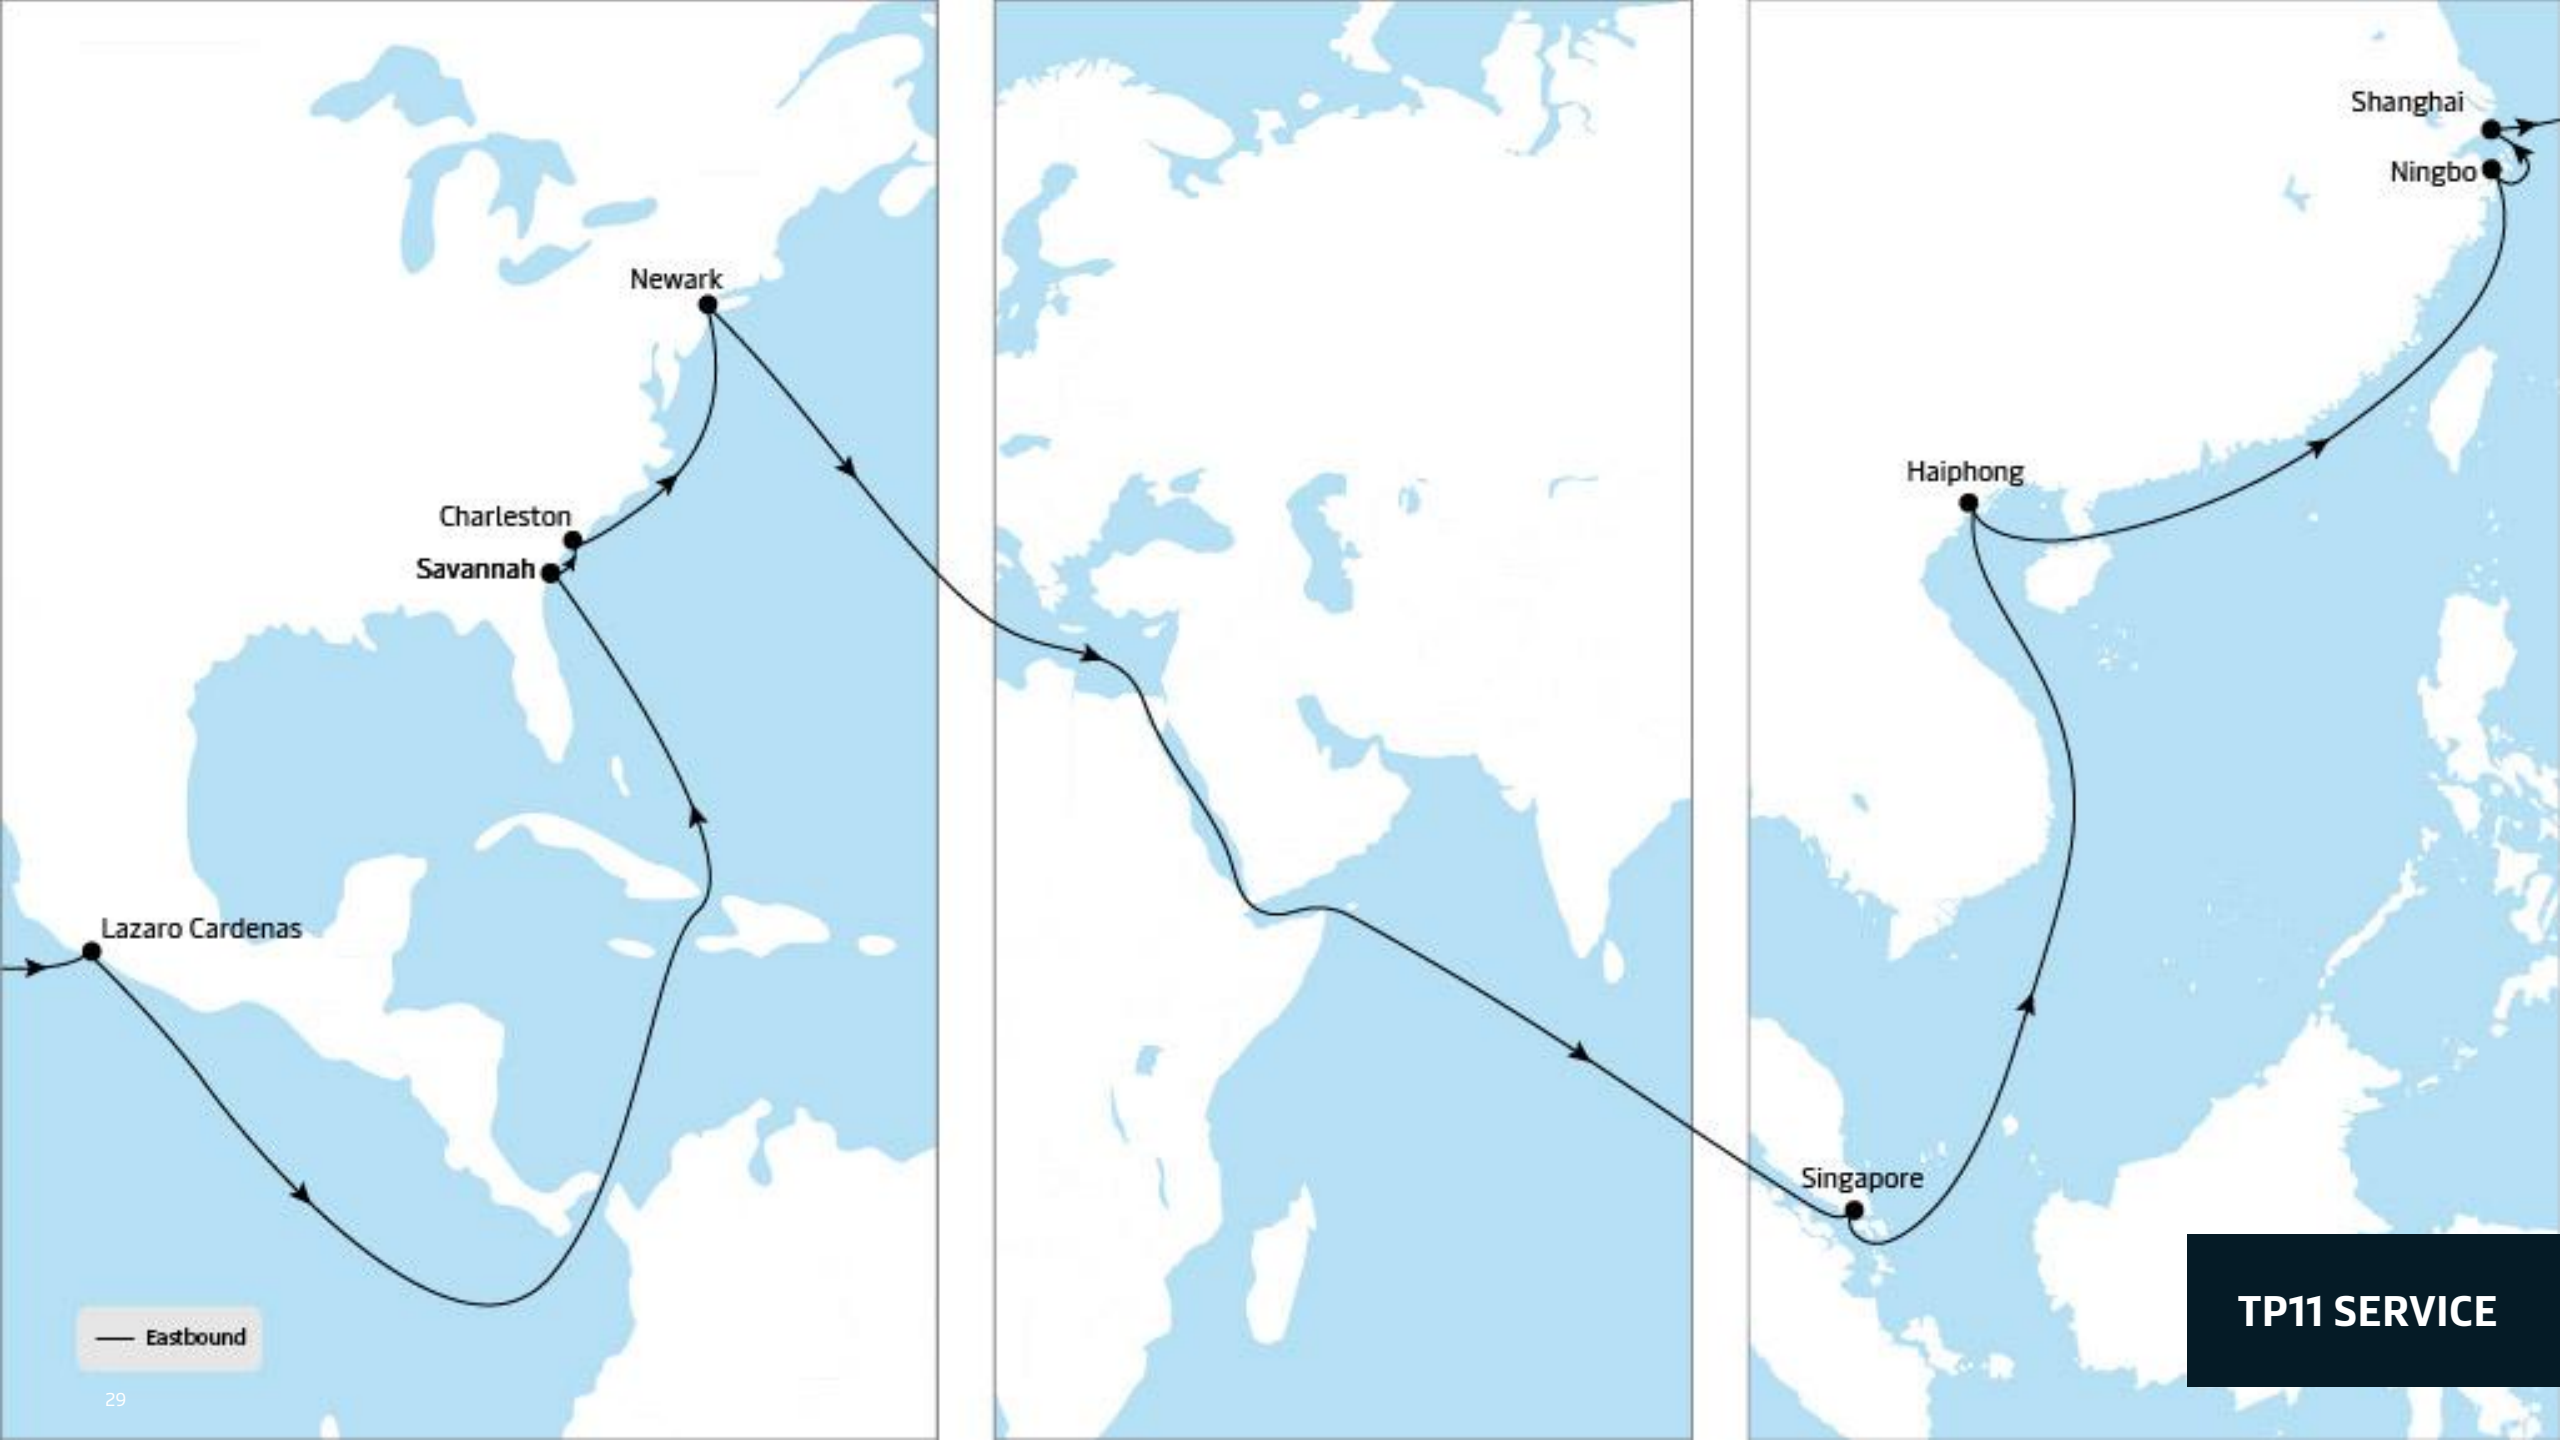 Newark
Charleston
Savannah
Lazaro Cardenas
Eastbound
29
Shanghai
Ningbo
Haiphong
Singapore
TP11 SERVICE